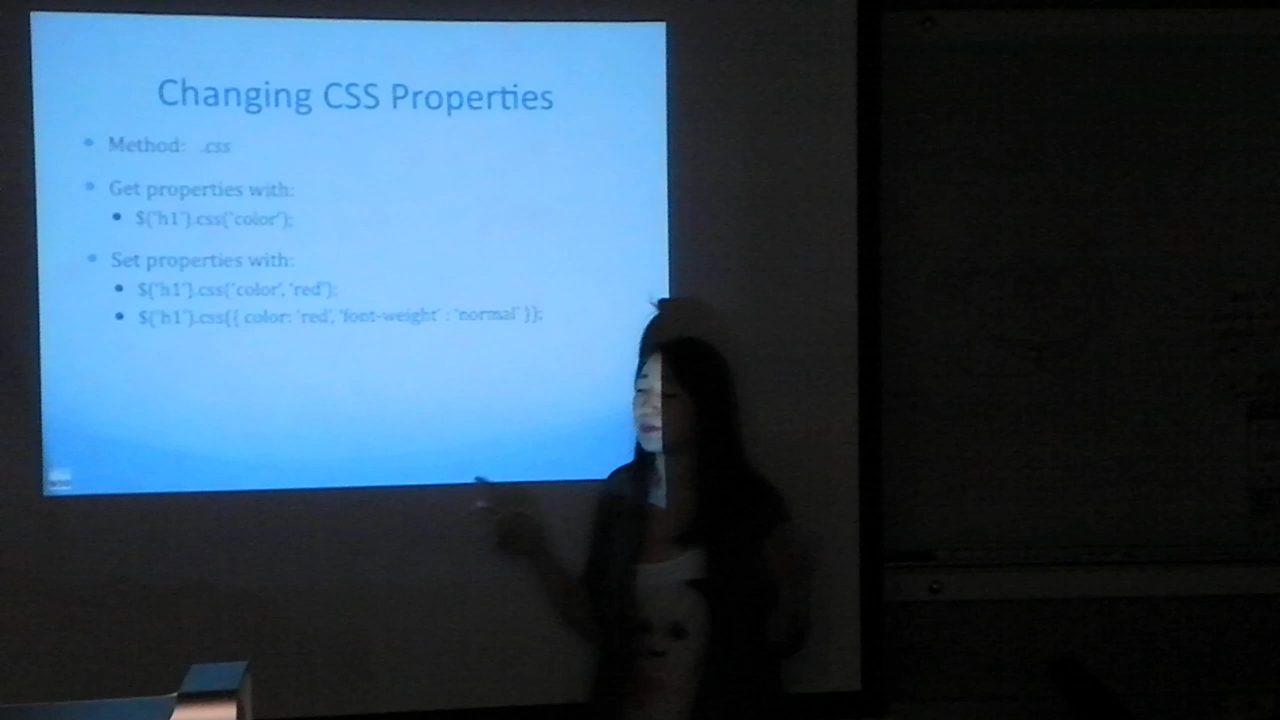 Changing CSS Properties
Method: .css
Get properties with:
$('h1').css('color');
Set properties with:
$('h1').css('color', 'red');
$('h1').css({ color: 'red', 'font-weight' : 'normal' });